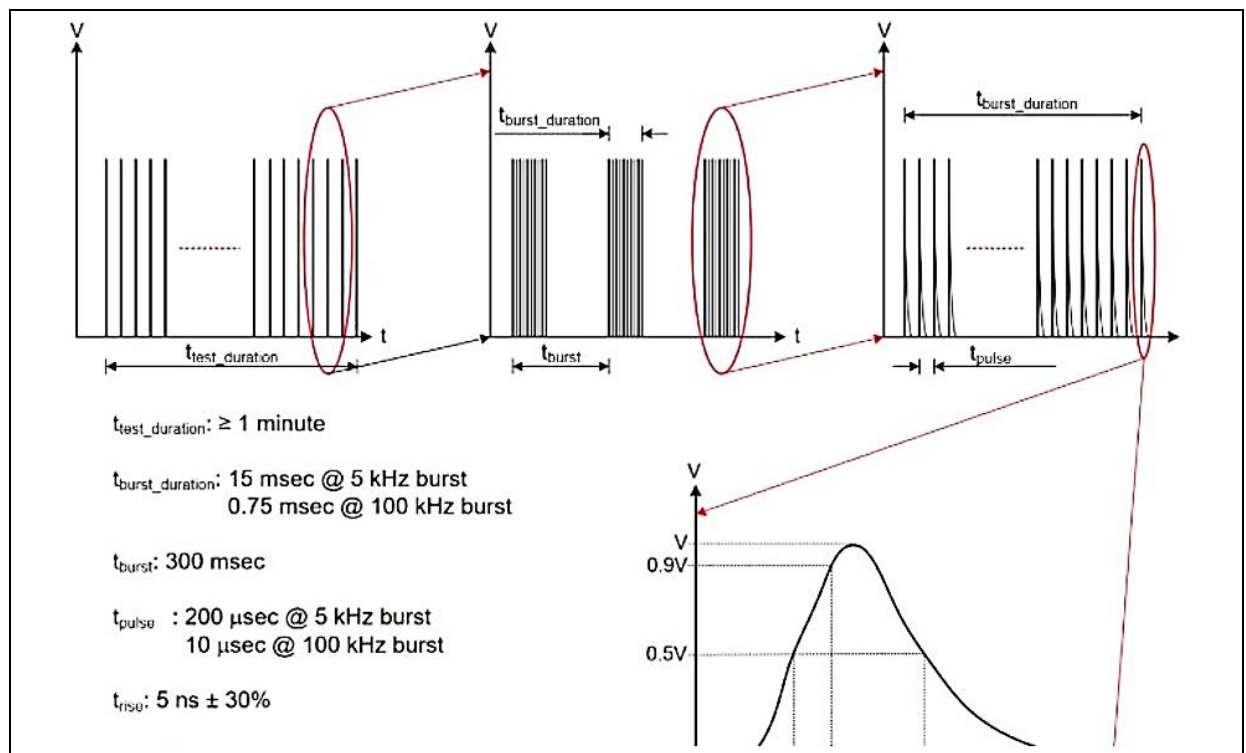 V
V
V
t_burst_duration
t_burst_duration
t
t
t_test_duration
t_burst
t_pulse
t_test_duration: ≥ 1 minute
t_burst_duration: 15 msec @ 5 kHz burst
0.75 msec @ 100 kHz burst
t_burst: 300 msec
t_pulse : 200 μsec @ 5 kHz burst
10 μsec @ 100 kHz burst
t_rise: 5 ns ± 30%
V
V
0.9V
0.5V